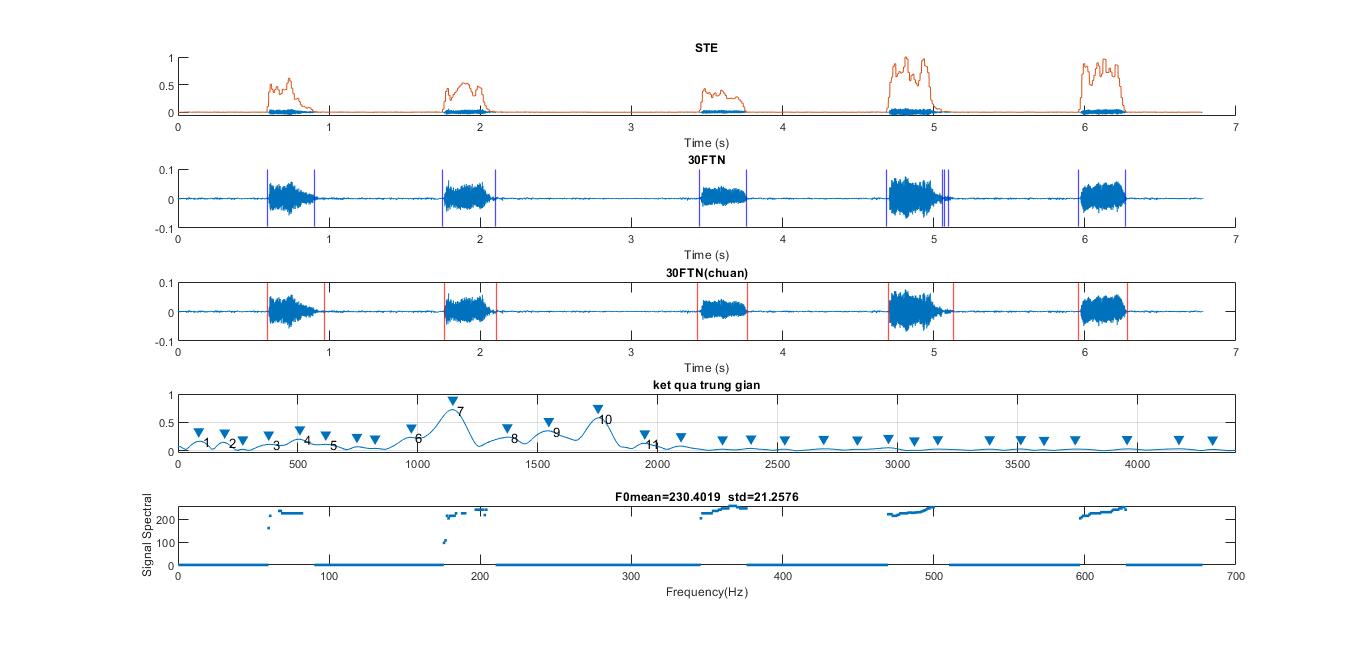 STE
1
0.5
0
0 1 2 3 4 5 6 7
Time (s)
30FTN
0.1
0
-0.1
0 1 2 3 4 5 6 7
Time (s)
30FTN(chuan)
0.1
0
-0.1
0 1 2 3 4 5 6 7
Time (s)
ket qua trung gian
1
0.5
0
1 2 3 4 5 6 7 8 9 10 11
0 500 1000 1500 2000 2500 3000 3500 4000
F0mean=230.4019 std=21.2576
Signal Spectral
200
100
0
0 100 200 300 400 500 600 700
Frequency(Hz)